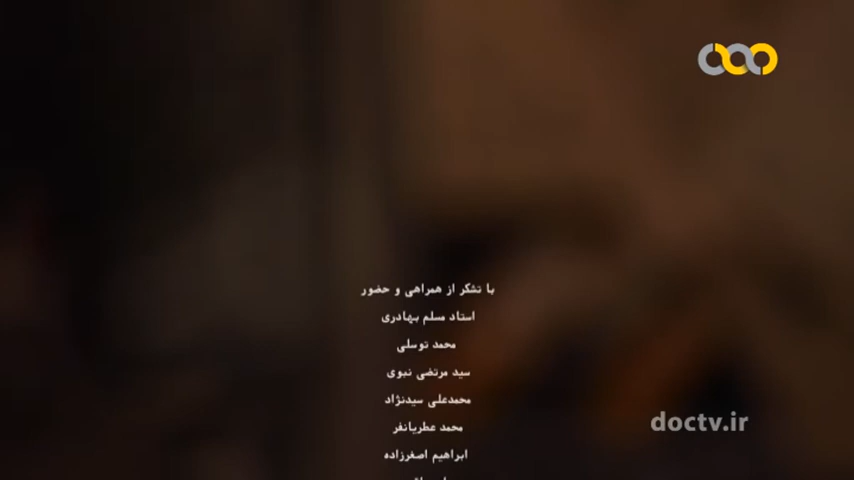 با تشکر از همراهی و حضور
استاد مسلم بهادری
محمد توسلی
سید مرتضی نبوی
محمدعلی سیدنژاد
محمد عطریانفر
ابراهیم اصغرزاده
doctv.ir